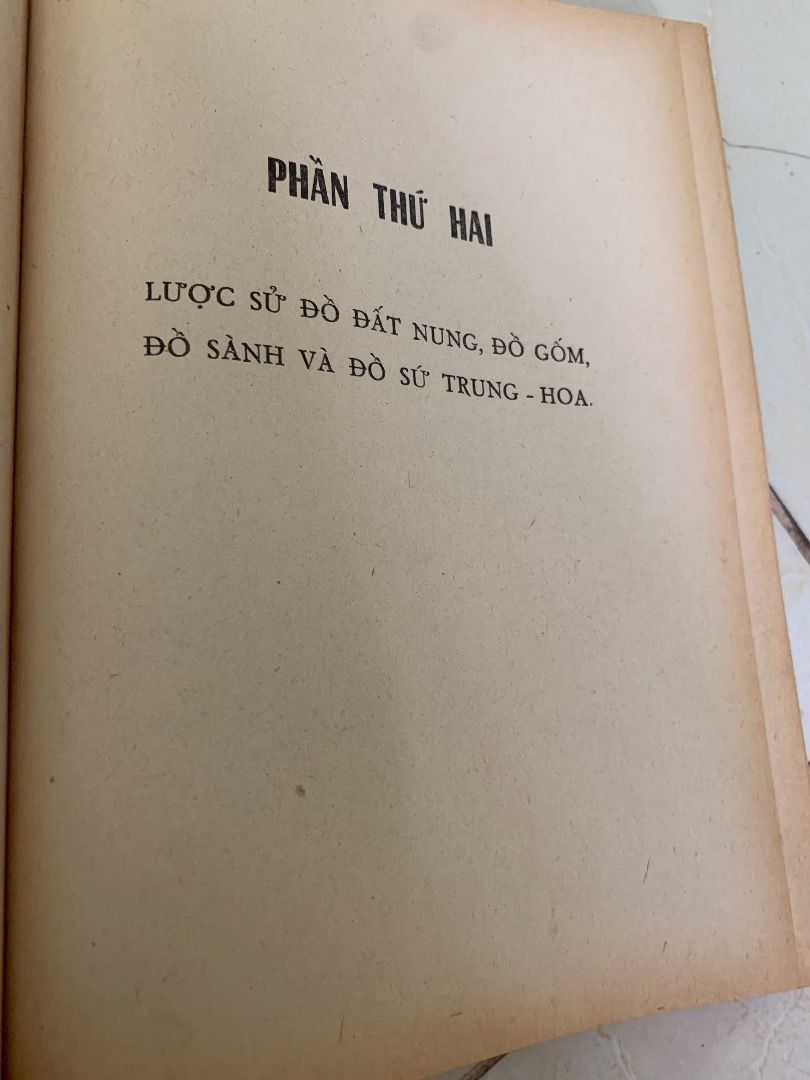 PHẦN THỨ HAI
LƯỢC SỬ ĐỒ ĐẤT NUNG, ĐỒ GỐM,
ĐỒ SÀNH VÀ ĐỒ SỨ TRUNG - HOA.